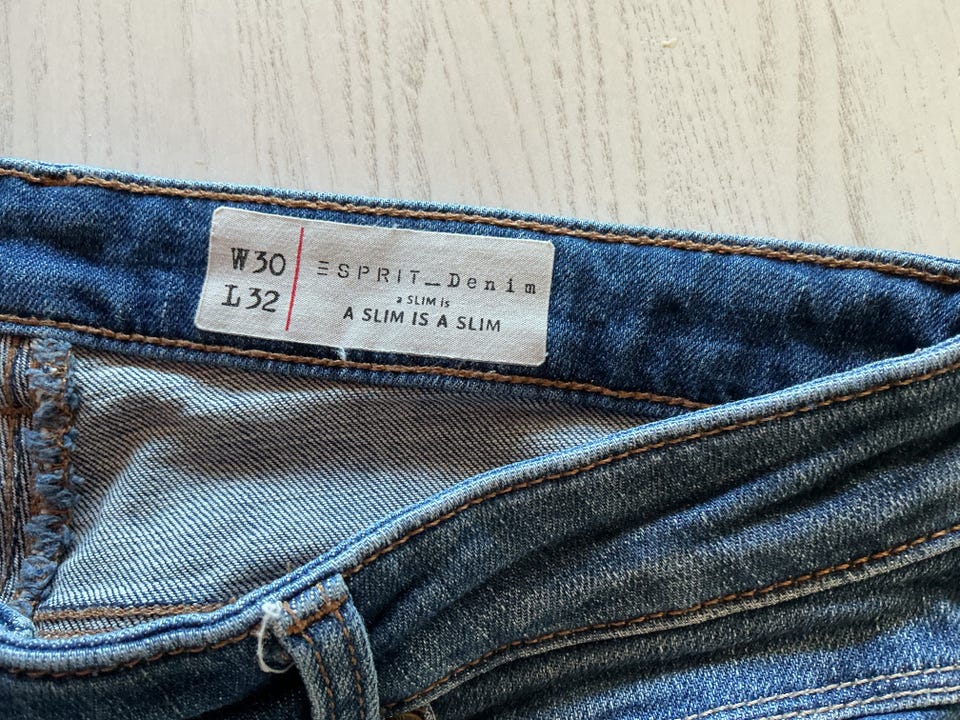 W30
L32
ESPRIT_Denim
a SLIM is
A SLIM IS A SLIM